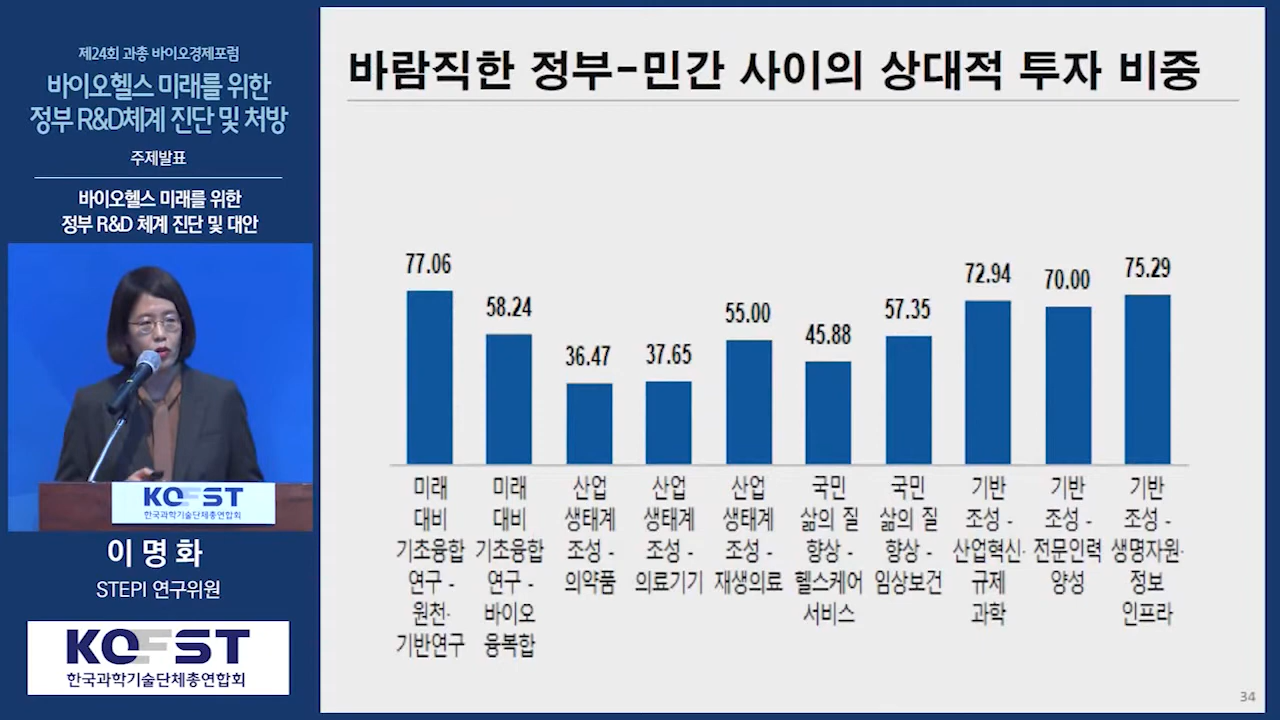 제24회 과총 바이오경제포럼
바이오헬스 미래를 위한
정부 R&D체계 진단 및 처방
주제발표
바이오헬스 미래를 위한
정부 R&D 체계 진단 및 대안
KOFST
한국과학기술단체총연합회
이 명 화
STEPI 연구위원
KOFST
한국과학기술단체총연합회
바람직한 정부-민간 사이의 상대적 투자 비중
77.06
58.24
36.47
37.65
55.00
45.88
57.35
72.94
70.00
75.29
미래
대비
기초융합
연구 -
원천·
기반연구
미래
대비
기초융합
연구 -
바이오
융복합
산업
생태계
조성 -
의약품
산업
생태계
조성 -
의료기기
산업
생태계
조성 -
재생의료
국민
삶의 질
향상 -
헬스케어
서비스
국민
삶의 질
향상 -
임상보건
기반
조성 -
산업혁신·
규제
과학
기반
조성 -
전문인력
양성
기반
조성 -
생명자원·
정보
인프라
34